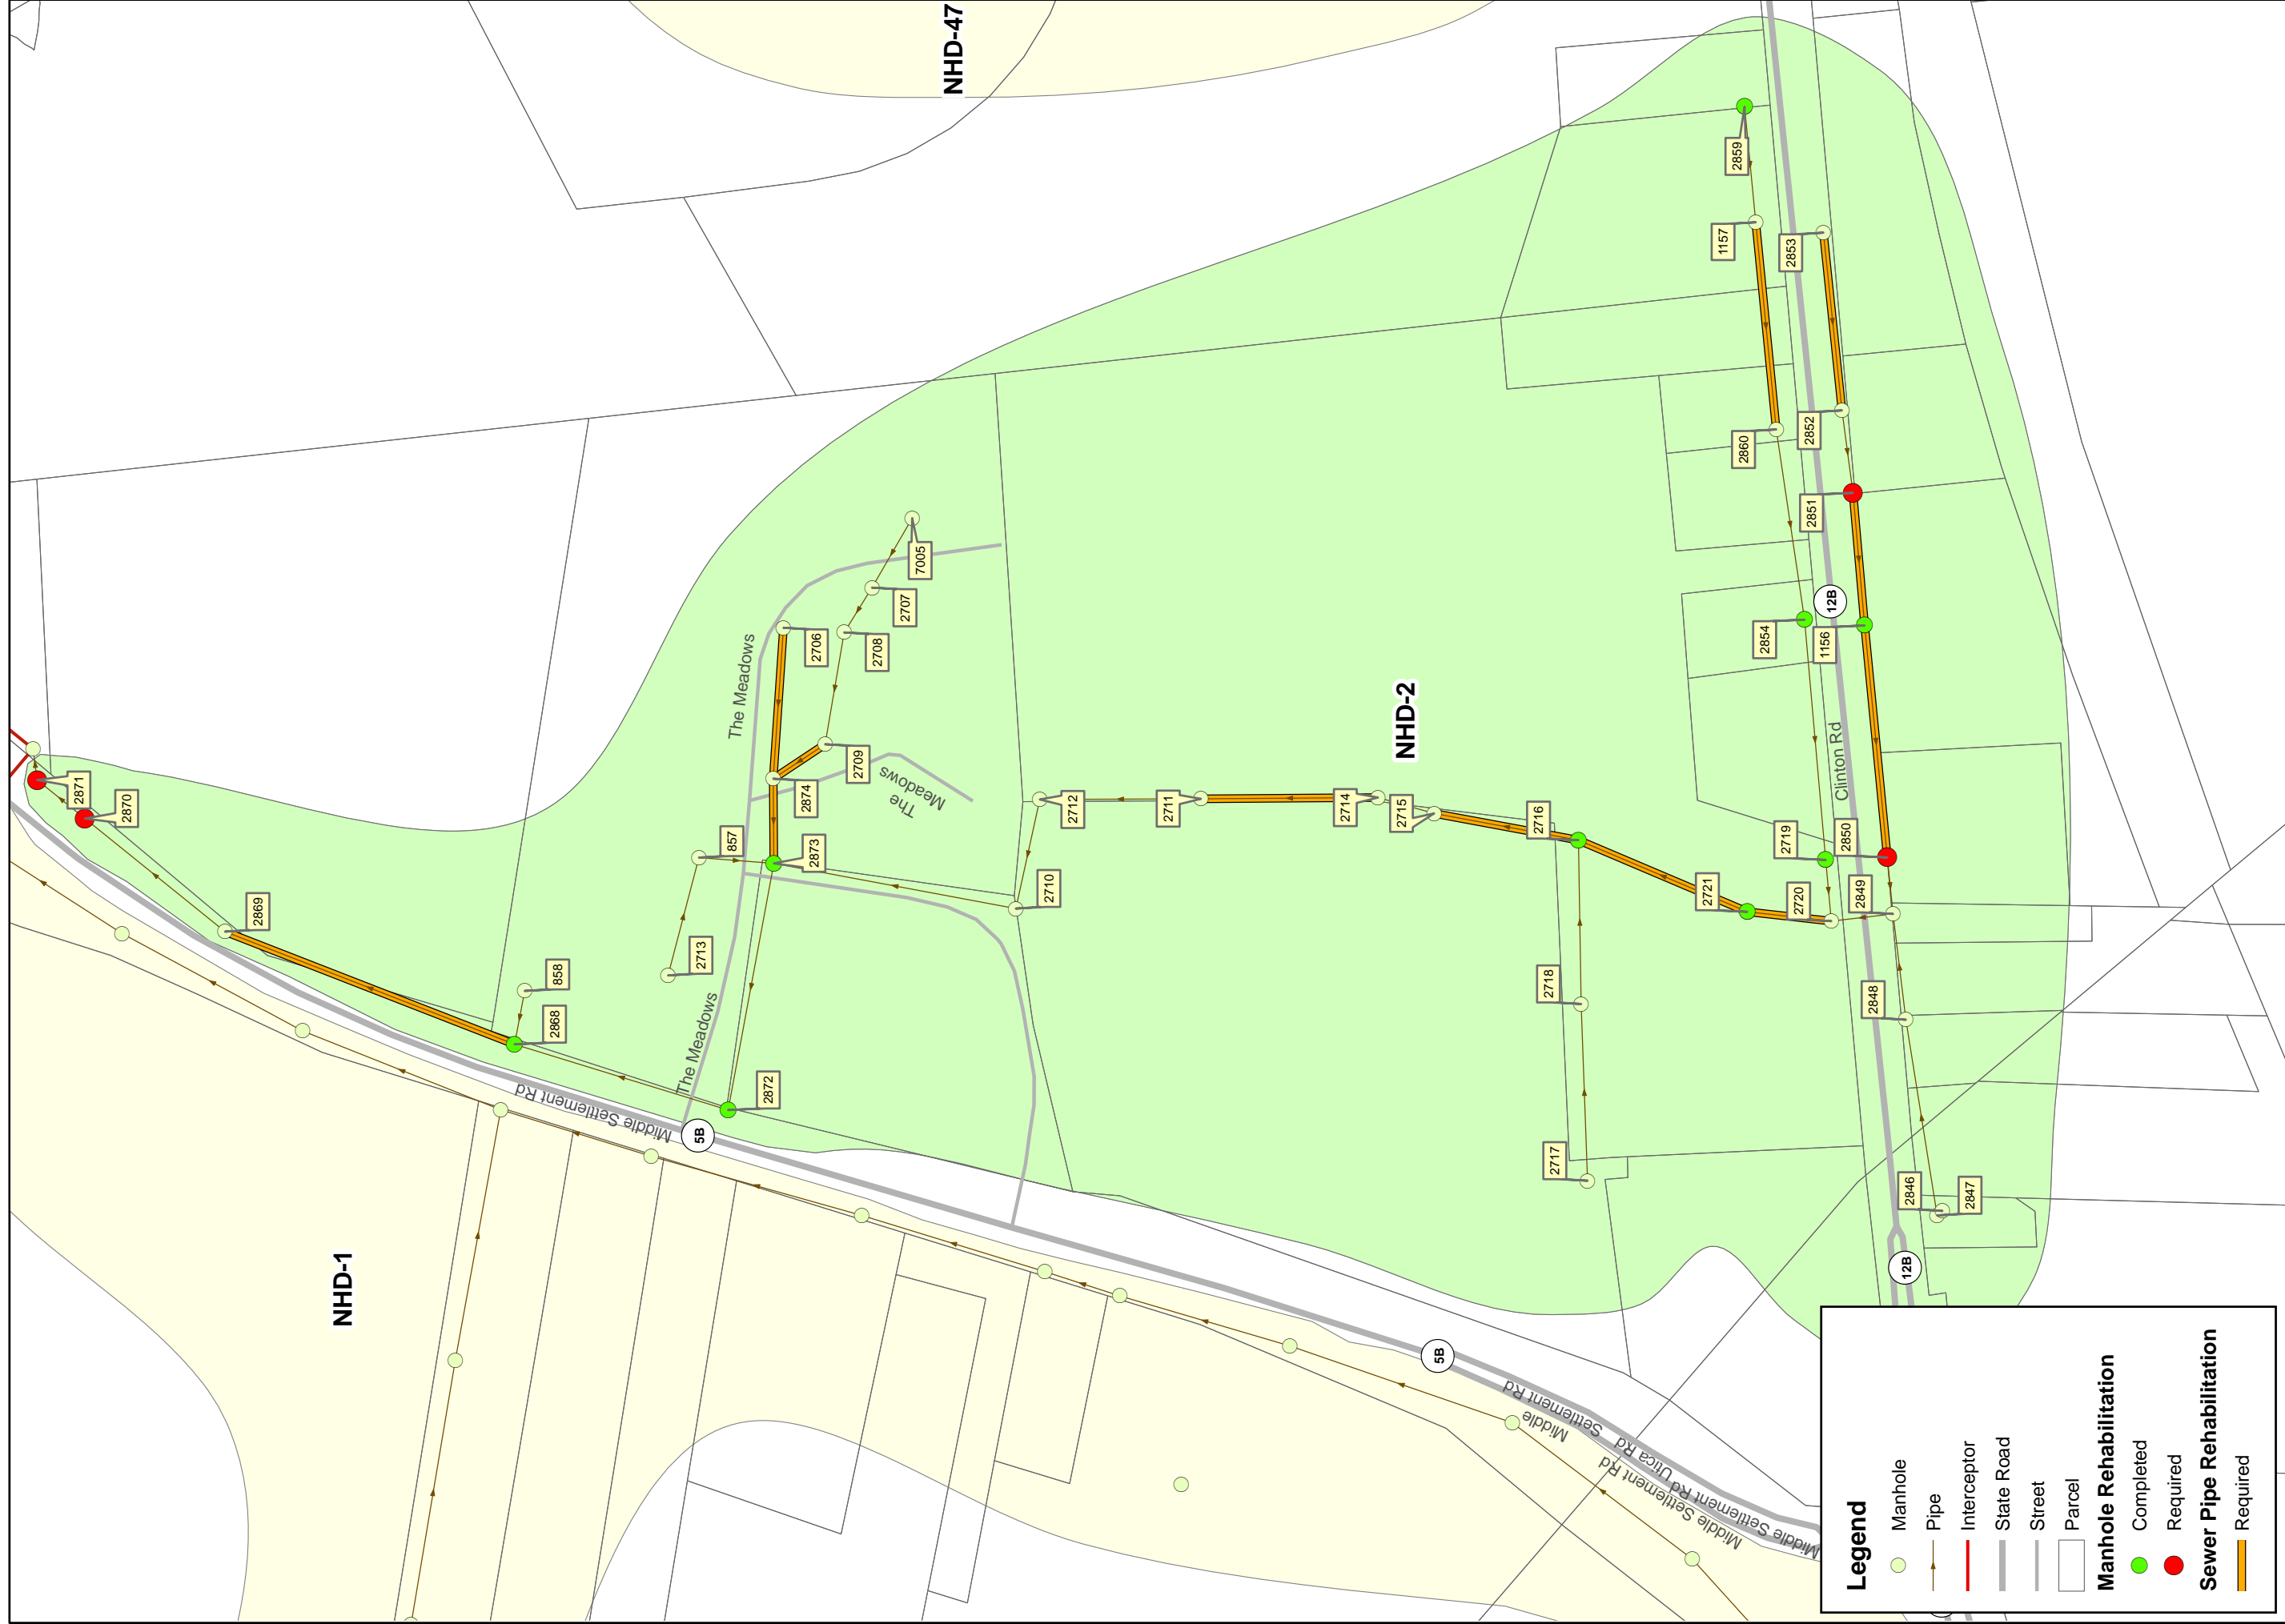 NHD-47
NHD-1
NHD-2
2871
2870
2869
858
2868
2713
857
2872
2873
2874
2706
2709
2708
2707
7005
2710
2712
2711
2714
2715
2716
2721
2720
2719
2718
2717
2859
1157
2853
2852
2860
2851
2854
1156
2850
2849
2848
2846
2847
The Meadows
The
Meadows
The Meadows
Middle Settlement Rd
Clinton Rd
5B
5B
12B
12B
Middle
Settlement Rd
Utica Rd
Middle Settlement Rd
Middle Settlement Rd
Legend
Manhole
Pipe
Interceptor
State Road
Street
Parcel
Manhole Rehabilitation
Completed
Required
Sewer Pipe Rehabilitation
Required